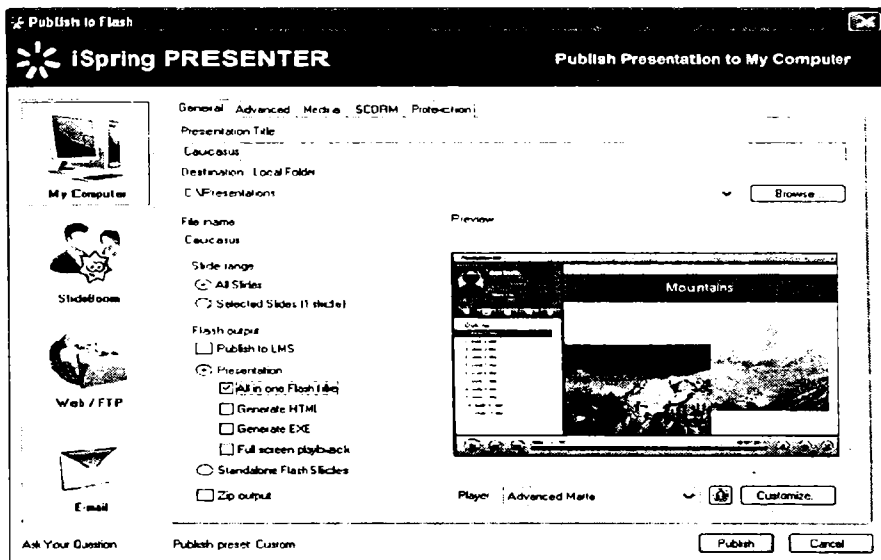 Publish to Flash
iSpring PRESENTER
Publish Presentation to My Computer
General Advanced Media SCORM Protection
Presentation Title
Caucasus
Destination Local Folder
C:\Presentations
Browse...
My Computer
File name
Caucasus
Preview
Slide range
All Slides
Selected Slides (1 slide)
SlideBoom
Mountains
Flash output
Publish to LMS
Presentation
All in one Flash file
Generate HTML
Generate EXE
Full screen playback
Standalone Flash Slides
Web / FTP
Zip output
E-mail
Player Advanced Matte
Customize...
Ask Your Question
Publish preset Custom
Publish
Cancel